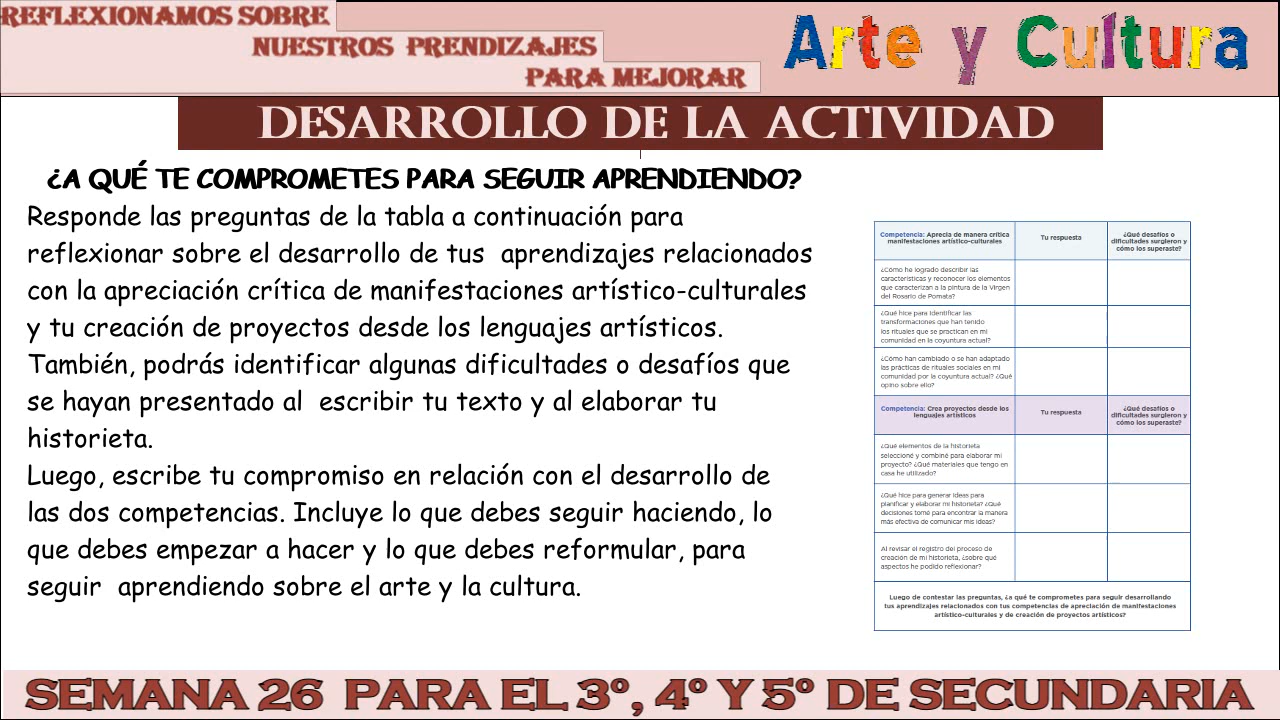 REFLEXIONAMOS SOBRE
NUESTROS PRENDIZAJES
PARA MEJORAR
Arte y Cultura
DESARROLLO DE LA ACTIVIDAD
¿A QUÉ TE COMPROMETES PARA SEGUIR APRENDIENDO?
Responde las preguntas de la tabla a continuación para
reflexionar sobre el desarrollo de tus aprendizajes relacionados
con la apreciación crítica de manifestaciones artístico-culturales
y tu creación de proyectos desde los lenguajes artísticos.
También, podrás identificar algunas dificultades o desafíos que
se hayan presentado al escribir tu texto y al elaborar tu
historieta.
Luego, escribe tu compromiso en relación con el desarrollo de
las dos competencias. Incluye lo que debes seguir haciendo, lo
que debes empezar a hacer y lo que debes reformular, para
seguir aprendiendo sobre el arte y la cultura.
Competencia: Aprecia de manera crítica
manifestaciones artístico-culturales
Tu respuesta
¿Qué desafíos o
dificultades surgieron y
cómo los superaste?
¿Cómo he logrado describir las
características y reconocer los elementos
que caracterizan a la pintura de la Virgen
del Rosario de Pomata?
¿Qué hice para identificar las
transformaciones que han tenido
los rituales que se practican en mi
comunidad en la coyuntura actual?
¿Cómo han cambiado o se han adaptado
las prácticas de rituales sociales en mi
comunidad por la coyuntura actual? ¿Qué
opino sobre ello?
Competencia: Crea proyectos desde los
lenguajes artísticos
Tu respuesta
¿Qué desafíos o
dificultades surgieron y
cómo los superaste?
¿Qué elementos de la historieta
seleccioné y combiné para elaborar mi
proyecto? ¿Qué materiales que tengo en
casa he utilizado?
¿Qué hice para generar ideas para
planificar y elaborar mi historieta? ¿Qué
decisiones tomé para encontrar la manera
más efectiva de comunicar mis ideas?
Al revisar el registro del proceso de
creación de mi historieta, ¿sobre qué
aspectos he podido reflexionar?
Luego de contestar las preguntas, ¿a qué te comprometes para seguir desarrollando
tus aprendizajes relacionados con tus competencias de apreciación de manifestaciones
artístico-culturales y de creación de proyectos artísticos?
SEMANA 26 PARA EL 3º, 4º Y 5º DE SECUNDARIA